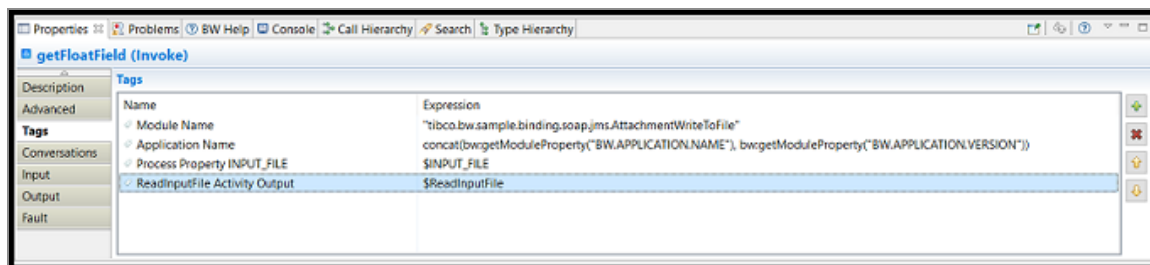 Properties Problems BW Help Console Call Hierarchy Search Type Hierarchy
getFloatField (Invoke)
Description
Advanced
Tags
Conversations
Input
Output
Fault
Tags
Name Expression
Module Name "tibco.bw.sample.binding.soap.jms.AttachmentWriteToFile"
Application Name concat(bw:getModuleProperty("BW.APPLICATION.NAME"), bw:getModuleProperty("BW.APPLICATION.VERSION"))
Process Property INPUT_FILE $INPUT_FILE
ReadInputFile Activity Output $ReadInputFile